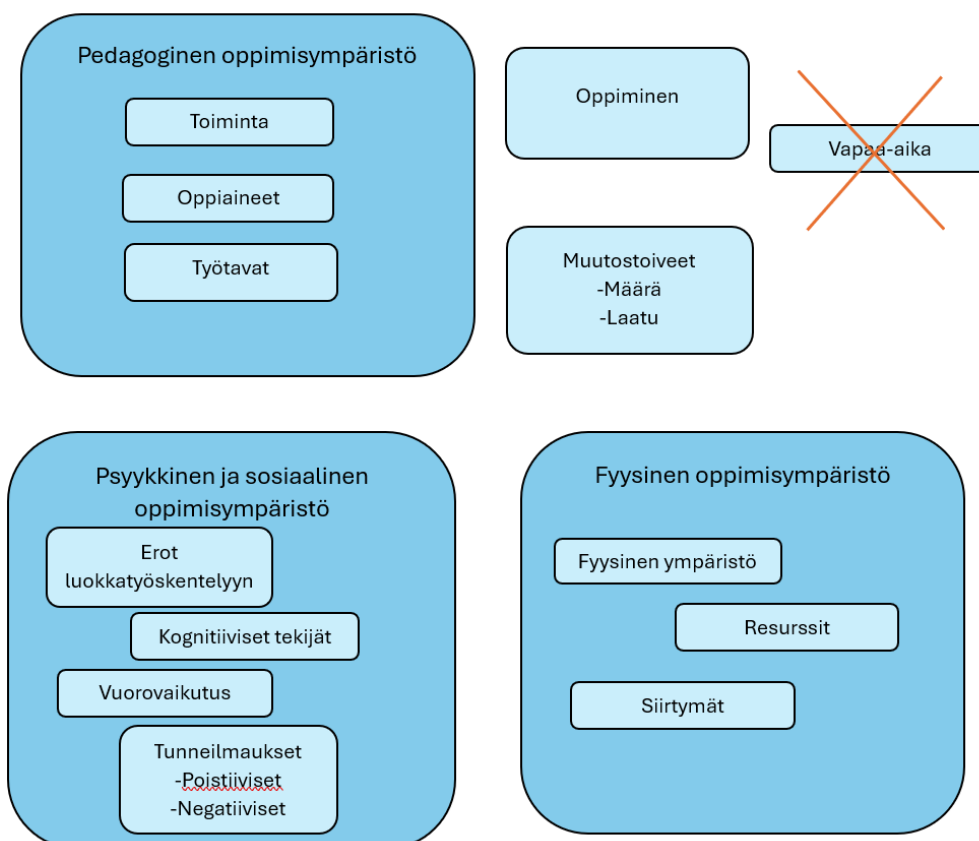 Pedagoginen oppimisympäristö
Toiminta
Oppiaineet
Työtavat
Oppiminen
Vapaa-aika
Muutostoiveet
-Määrä
-Laatu
Psyykkinen ja sosiaalinen
oppimisympäristö
Erot
luokkatyöskentelyyn
Kognitiiviset tekijät
Vuorovaikutus
Tunneilmaukset
-Poistiiviset
-Negatiiviset
Fyysinen oppimisympäristö
Fyysinen ympäristö
Resurssit
Siirtymät